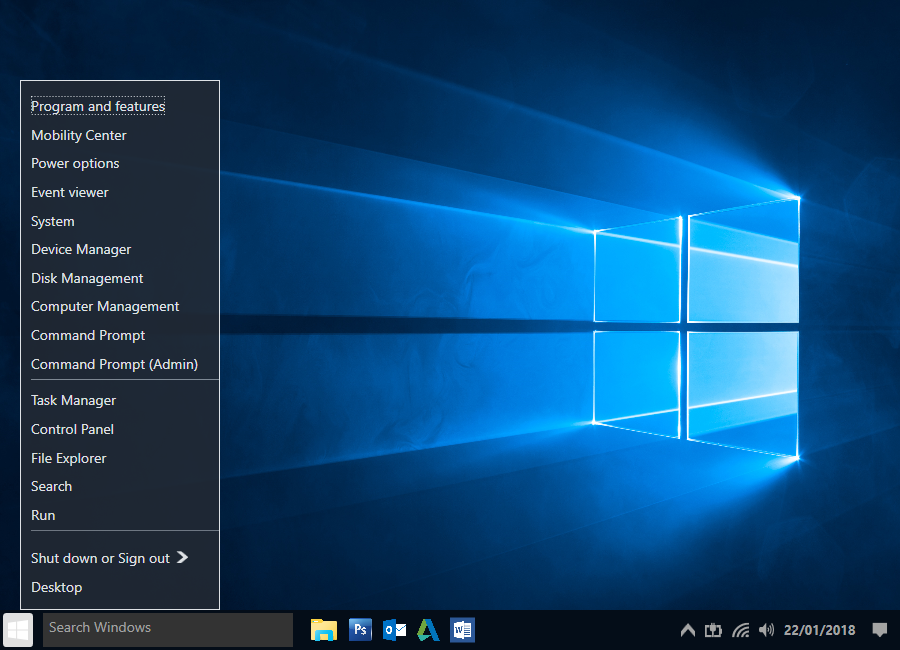 Program and features
Mobility Center
Power options
Event viewer
System
Device Manager
Disk Management
Computer Management
Command Prompt
Command Prompt (Admin)
Task Manager
Control Panel
File Explorer
Search
Run
Shut down or Sign out
Desktop
Search Windows
Ps
22/01/2018